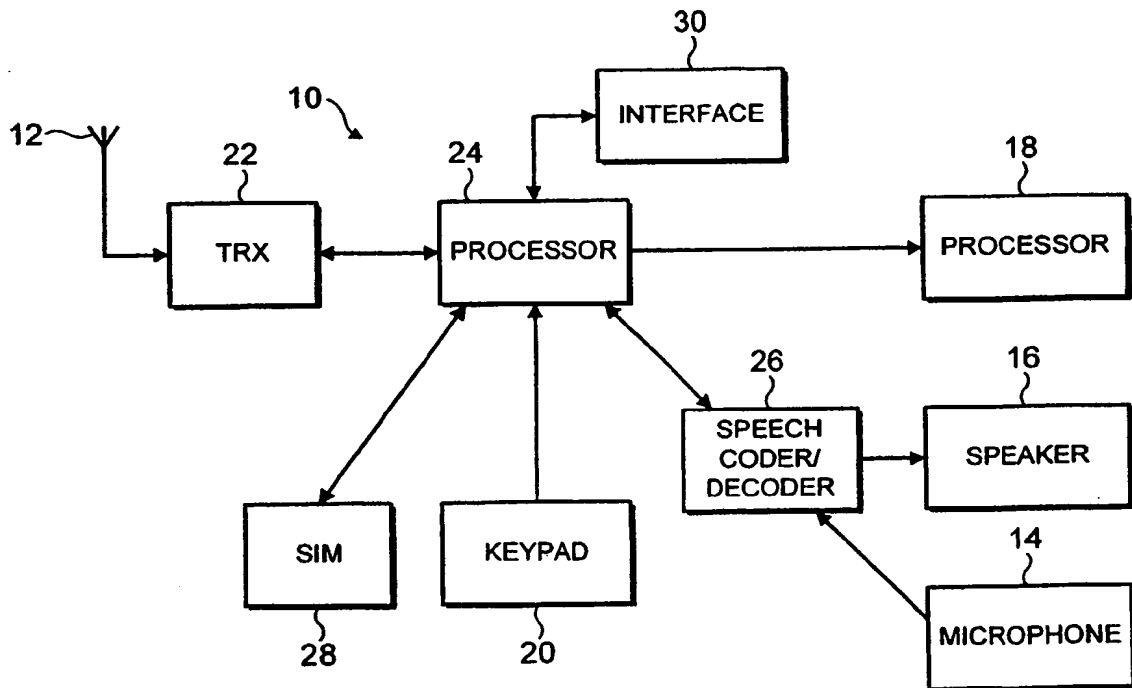 30
INTERFACE
10
12
22
TRX
24
PROCESSOR
18
PROCESSOR
26
SPEECH
CODER/
DECODER
16
SPEAKER
SIM
28
KEYPAD
20
14
MICROPHONE